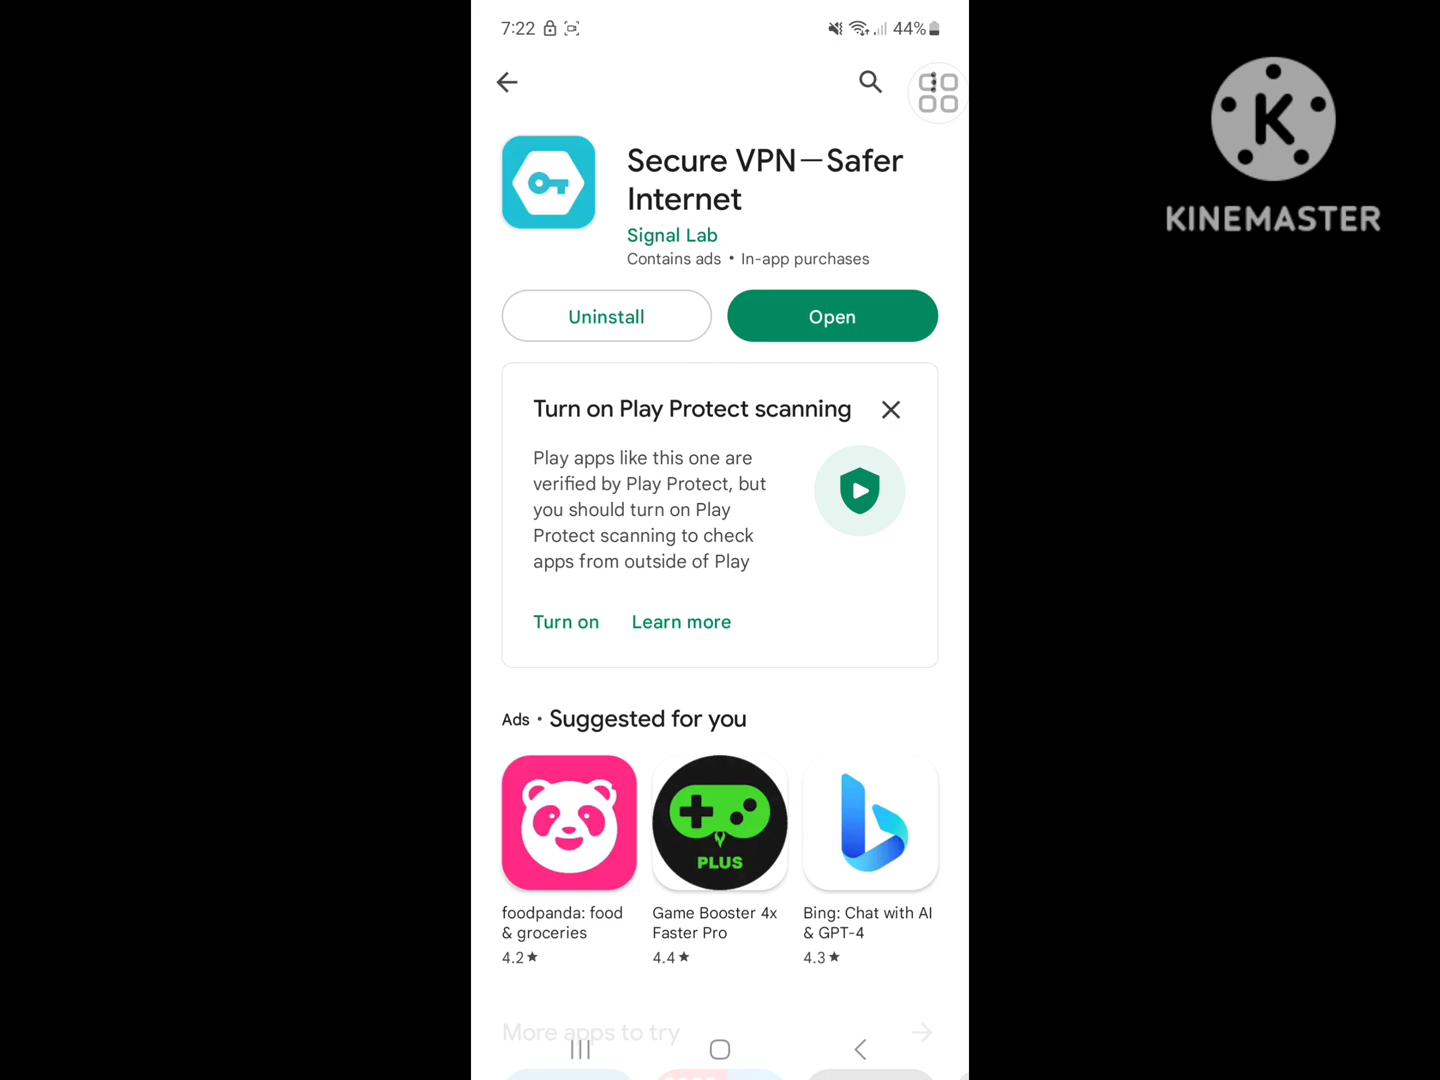 7:22
44%
KINEMASTER
Secure VPN—Safer
Internet
Signal Lab
Contains ads • In-app purchases
Uninstall
Open
Turn on Play Protect scanning
Play apps like this one are
verified by Play Protect, but
you should turn on Play
Protect scanning to check
apps from outside of Play
Turn on
Learn more
Ads • Suggested for you
PLUS
foodpanda: food
& groceries
4.2★
Game Booster 4x
Faster Pro
4.4★
Bing: Chat with AI
& GPT-4
4.3★
More apps to try